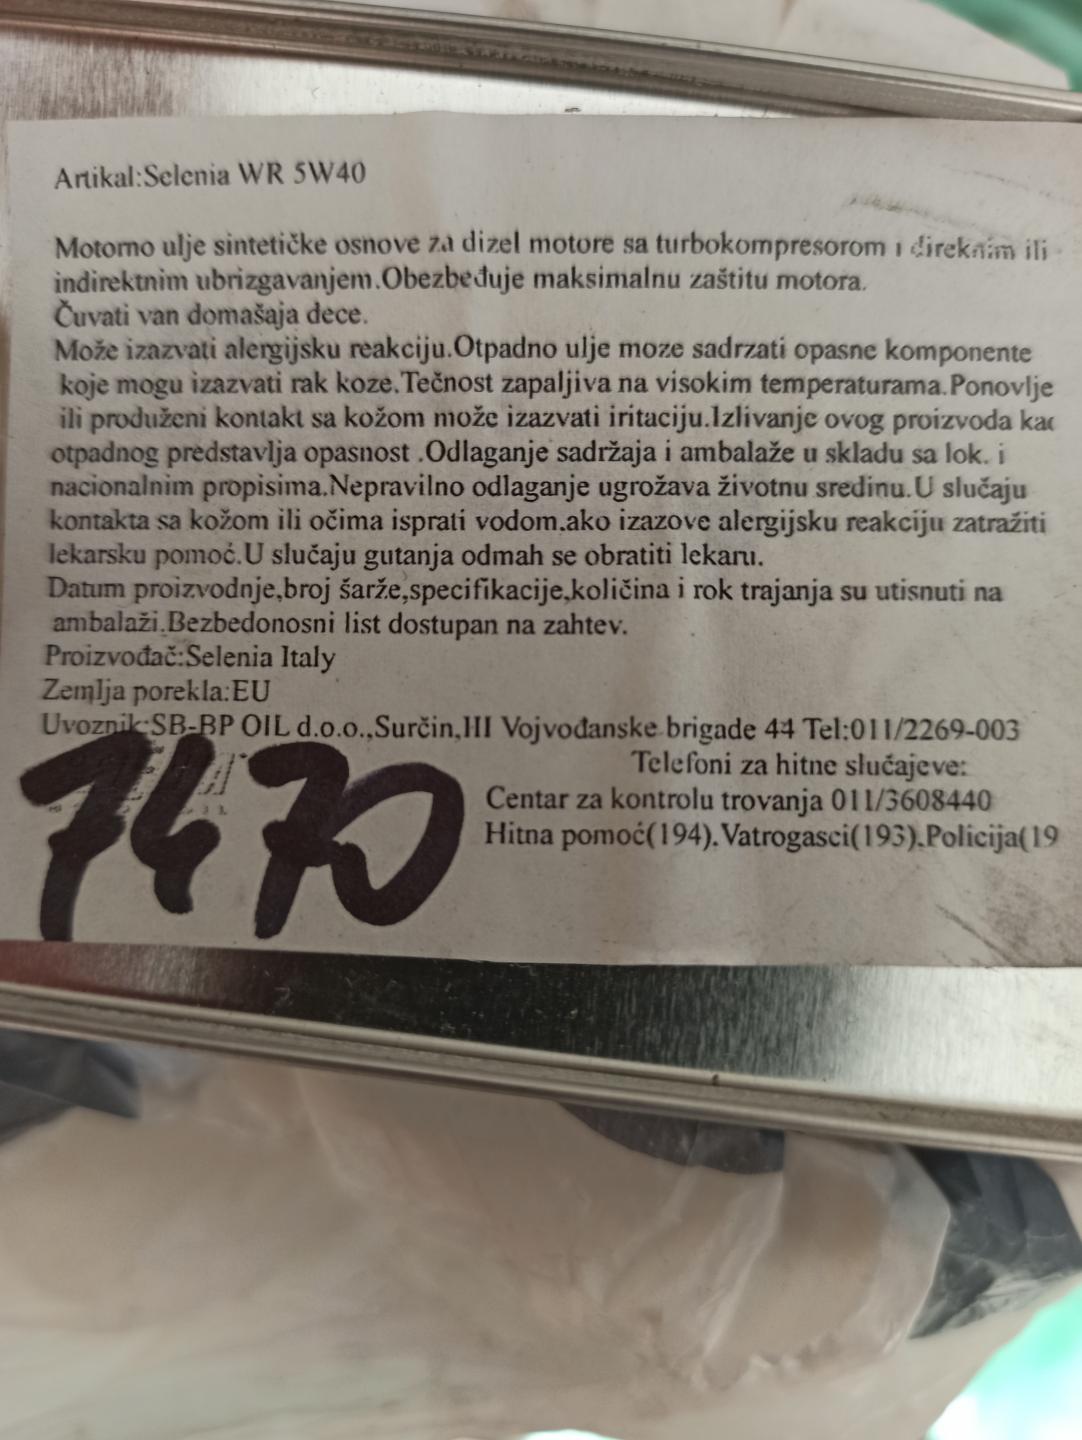 Artikal:Selenia WR 5W40
Motorno ulje sintetičke osnove za dizel motore sa turbokompresorom i direknim ili
indirektnim ubrizgavanjem.Obezbeđuje maksimalnu zaštitu motora.
Čuvati van domašaja dece.
Može izazvati alergijsku reakciju.Otpadno ulje moze sadrzati opasne komponente
koje mogu izazvati rak koze.Tečnost zapaljiva na visokim temperaturama.Ponovlje
ili produženi kontakt sa kožom može izazvati iritaciju.Izlivanje ovog proizvoda kao
otpadnog predstavlja opasnost .Odlaganje sadržaja i ambalaže u skladu sa lok. i
nacionalnim propisima.Nepravilno odlaganje ugrožava životnu sredinu.U slučaju
kontakta sa kožom ili očima isprati vodom.ako izazove alergijsku reakciju zatražiti
lekarsku pomoć.U slučaju gutanja odmah se obratiti lekaru.
Datum proizvodnje,broj šarže,specifikacije,količina i rok trajanja su utisnuti na
ambalaži.Bezbedonosni list dostupan na zahtev.
Proizvođač:Selenia Italy
Zemlja porekla:EU
Uvoznik:SB-BP OIL d.o.o.,Surčin,III Vojvođanske brigade 44 Tel:011/2269-003
Telefoni za hitne slučajeve:
Centar za kontrolu trovanja 011/3608440
Hitna pomoć(194).Vatrogasci(193).Policija(19
7470